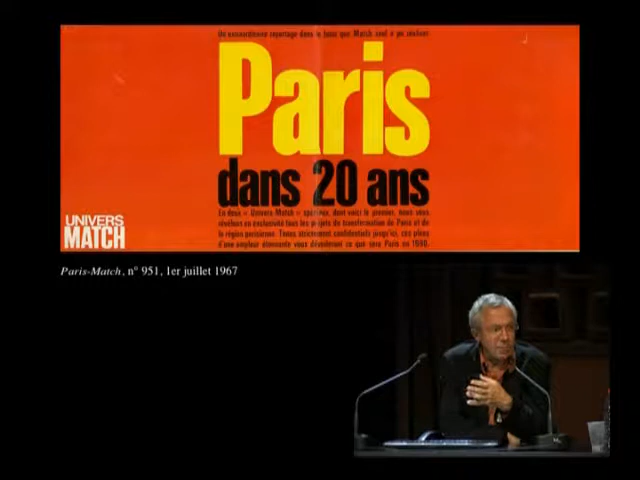 Un extraordinaire reportage dans le futur que Match seul a pu réaliser
Paris
dans 20 ans
En deux « Univers-Match » spéciaux, dont voici le premier, nous vous
révélons en exclusivité tous les projets de transformation de Paris et de
la région parisienne. Tenus strictement confidentiels jusqu'ici, ces plans
d'une ampleur étonnante vous dévoileront ce que sera Paris en 1990.
UNIVERS
MATCH
Paris-Match, n° 951, 1er juillet 1967